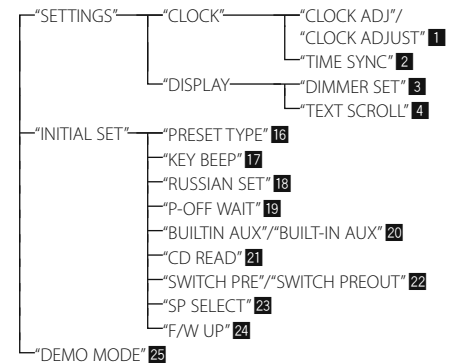 “SETTINGS” “CLOCK” “CLOCK ADJ”/
“CLOCK ADJUST” 1
“TIME SYNC” 2
“DISPLAY “DIMMER SET” 3
“TEXT SCROLL” 4
“INITIAL SET” “PRESET TYPE” 16
“KEY BEEP” 17
“RUSSIAN SET” 18
“P-OFF WAIT” 19
“BUILTIN AUX”/“BUILT-IN AUX” 20
“CD READ” 21
“SWITCH PRE”/“SWITCH PREOUT” 22
“SP SELECT” 23
“F/W UP” 24
“DEMO MODE” 25